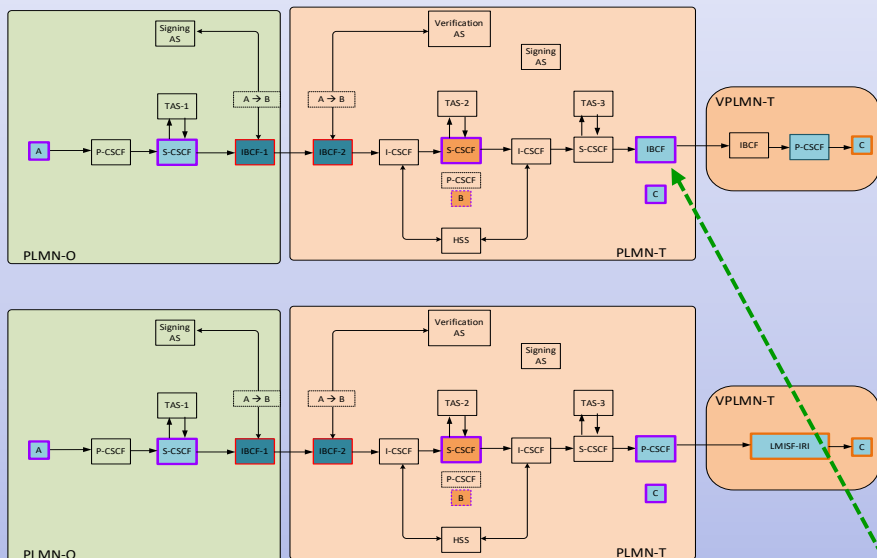 Signing
AS
Verification
AS
Signing
AS
VPLMN-T
A → B
A → B
TAS-1
TAS-2
TAS-3
A
P-CSCF
S-CSCF
IBCF-1
IBCF-2
I-CSCF
S-CSCF
I-CSCF
S-CSCF
IBCF
IBCF
P-CSCF
C
P-CSCF
B
C
HSS
PLMN-O
PLMN-T
Signing
AS
Verification
AS
Signing
AS
VPLMN-T
A → B
A → B
TAS-1
TAS-2
TAS-3
A
P-CSCF
S-CSCF
IBCF-1
IBCF-2
I-CSCF
S-CSCF
I-CSCF
S-CSCF
P-CSCF
LMISF-IRI
C
P-CSCF
B
C
HSS
PLMN-O
PLMN-T